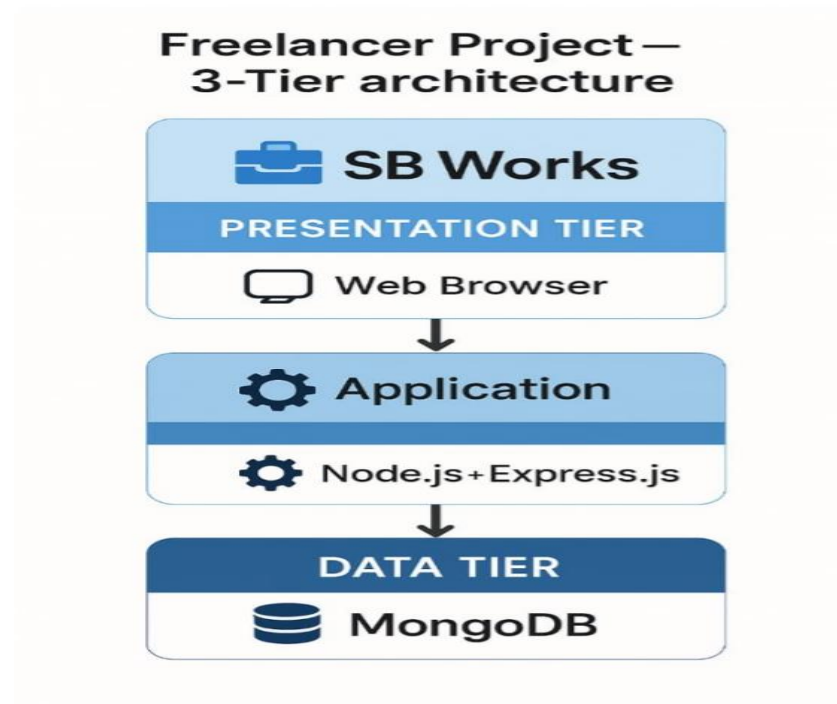 Freelancer Project —
3-Tier architecture
SB Works
PRESENTATION TIER
Web Browser
Application
Node.js+Express.js
DATA TIER
MongoDB